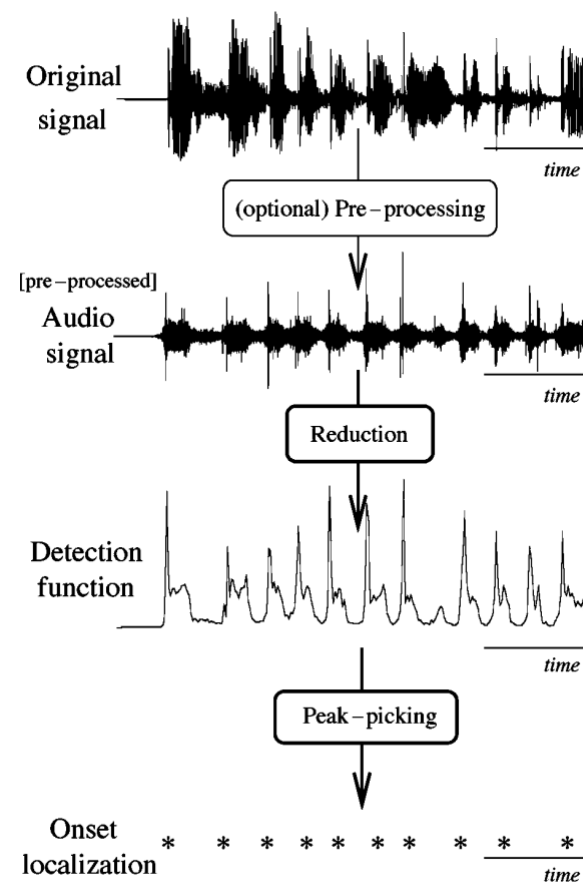 Original
signal
time
(optional) Pre-processing
[pre-processed]
Audio
signal
time
Reduction
Detection
function
time
Peak-picking
Onset
localization
* * * * * * * * * *
time